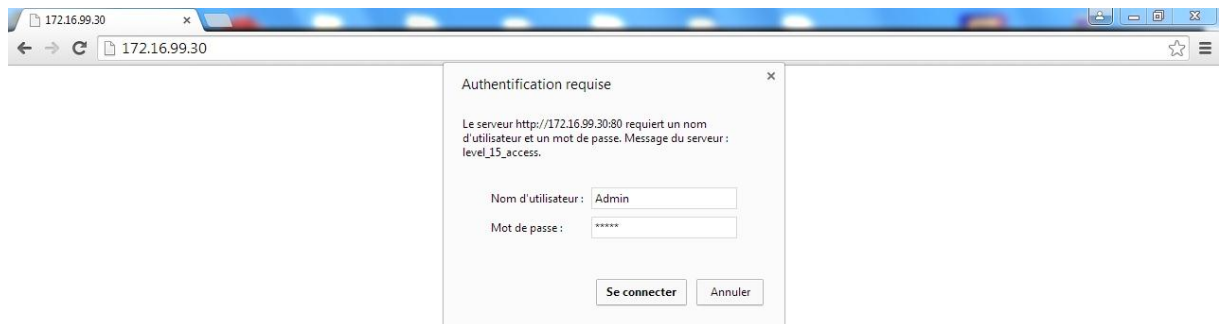 172.16.99.30
172.16.99.30
Authentification requise
Le serveur http://172.16.99.30:80 requiert un nom
d'utilisateur et un mot de passe. Message du serveur :
level_15_access.
Nom d'utilisateur : Admin
Mot de passe : *****
Se connecter Annuler